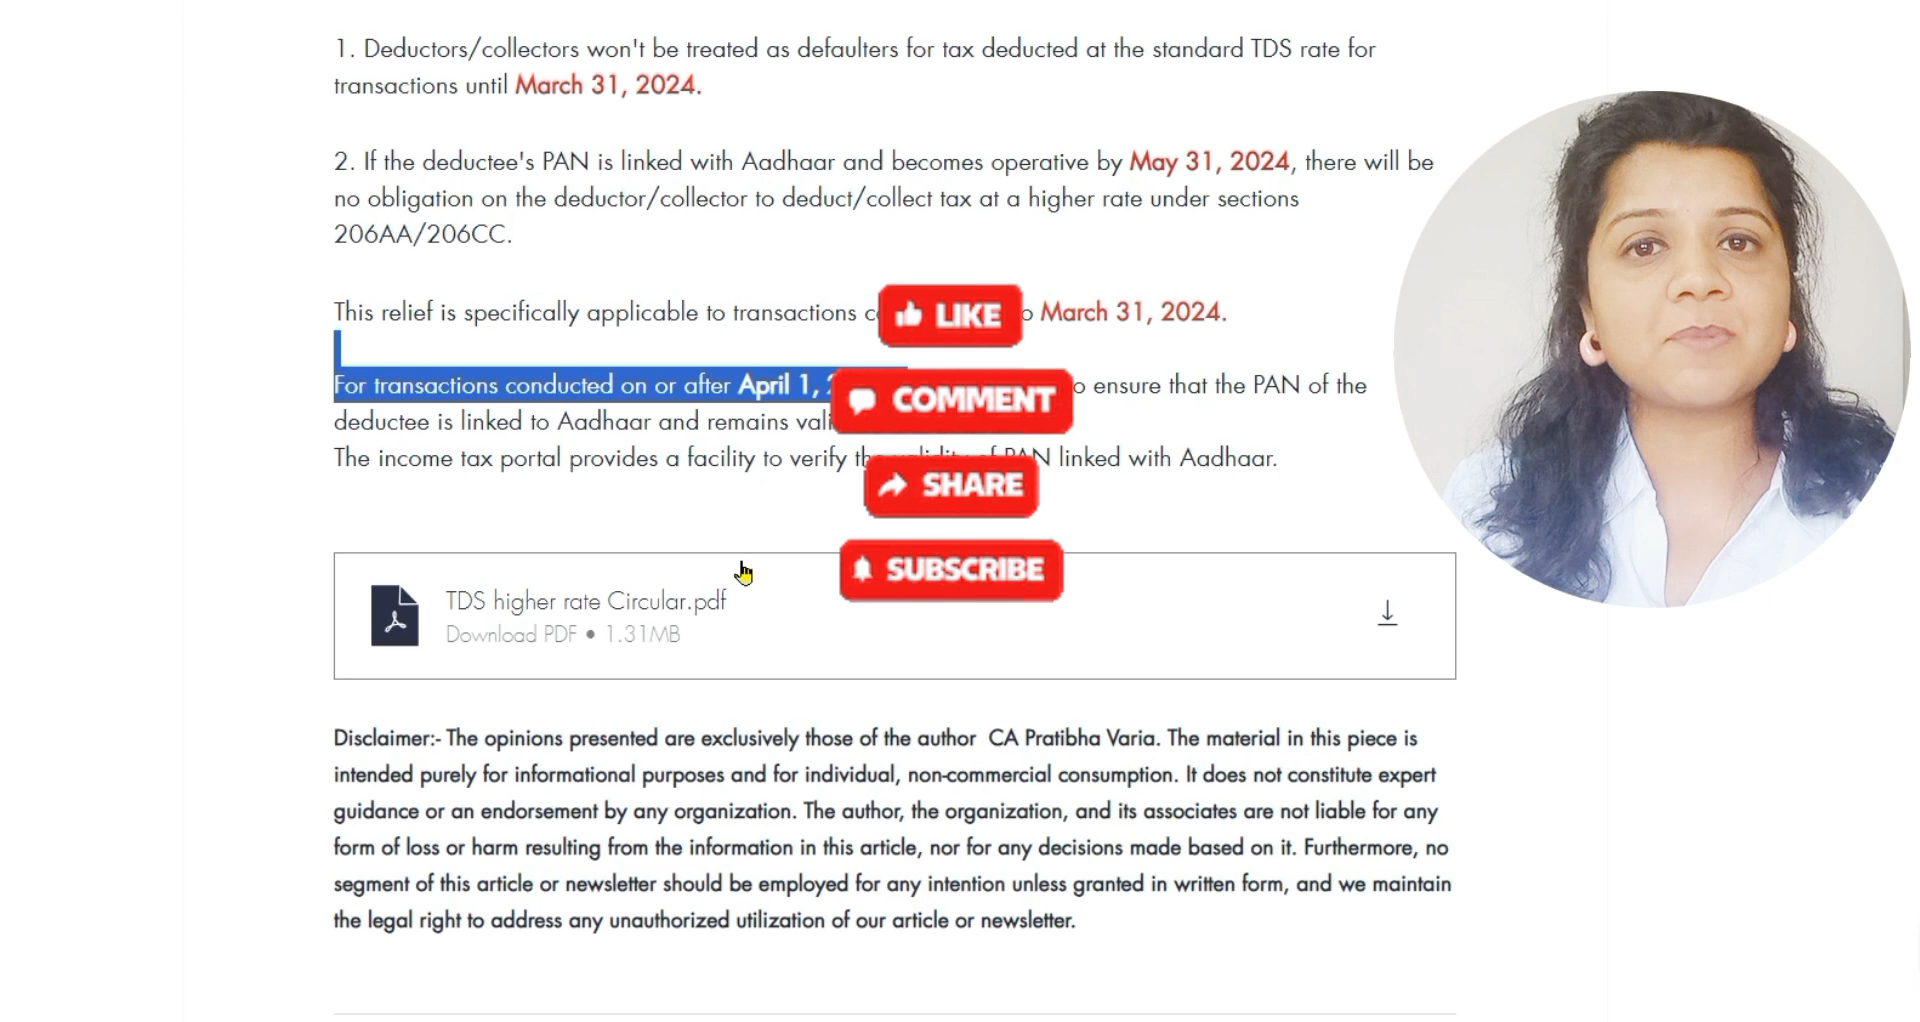 1. Deductors/collectors won't be treated as defaulters for tax deducted at the standard TDS rate for
transactions until March 31, 2024.
2. If the deductee's PAN is linked with Aadhaar and becomes operative by May 31, 2024, there will be
no obligation on the deductor/collector to deduct/collect tax at a higher rate under sections
206AA/206CC.
This relief is specifically applicable to transactions March 31, 2024.
LIKE
For transactions conducted on or after April 1, ensure that the PAN of the
COMMENT
deductee is linked to Aadhaar and remains
The income tax portal provides a facility to verify PAN linked with Aadhaar.
SHARE
SUBSCRIBE
TDS higher rate Circular.pdf
Download PDF • 1.31MB
Disclaimer:- The opinions presented are exclusively those of the author CA Pratibha Varia. The material in this piece is
intended purely for informational purposes and for individual, non-commercial consumption. It does not constitute expert
guidance or an endorsement by any organization. The author, the organization, and its associates are not liable for any
form of loss or harm resulting from the information in this article, nor for any decisions made based on it. Furthermore, no
segment of this article or newsletter should be employed for any intention unless granted in written form, and we maintain
the legal right to address any unauthorized utilization of our article or newsletter.